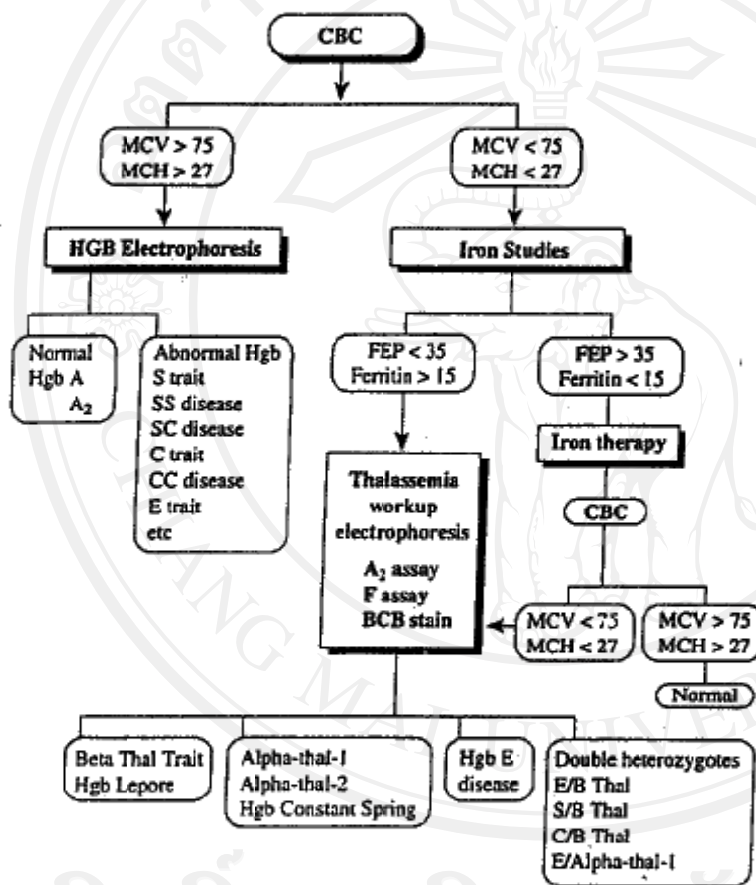 CBC
MCV > 75
MCH > 27
MCV < 75
MCH < 27
HGB Electrophoresis
Iron Studies
Normal
Hgb A
A₂
Abnormal Hgb
S trait
SS disease
SC disease
C trait
CC disease
E trait
etc
FEP < 35
Ferritin > 15
FEP > 35
Ferritin < 15
Iron therapy
CBC
Thalassemia
workup
electrophoresis
A₂ assay
F assay
BCB stain
MCV < 75
MCH < 27
MCV > 75
MCH > 27
Normal
Beta Thal Trait
Hgb Lepore
Alpha-thal-1
Alpha-thal-2
Hgb Constant Spring
Hgb E
disease
Double heterozygotes
E/B Thal
S/B Thal
C/B Thal
E/Alpha-thal-1
CHIANG MAI UNIVER